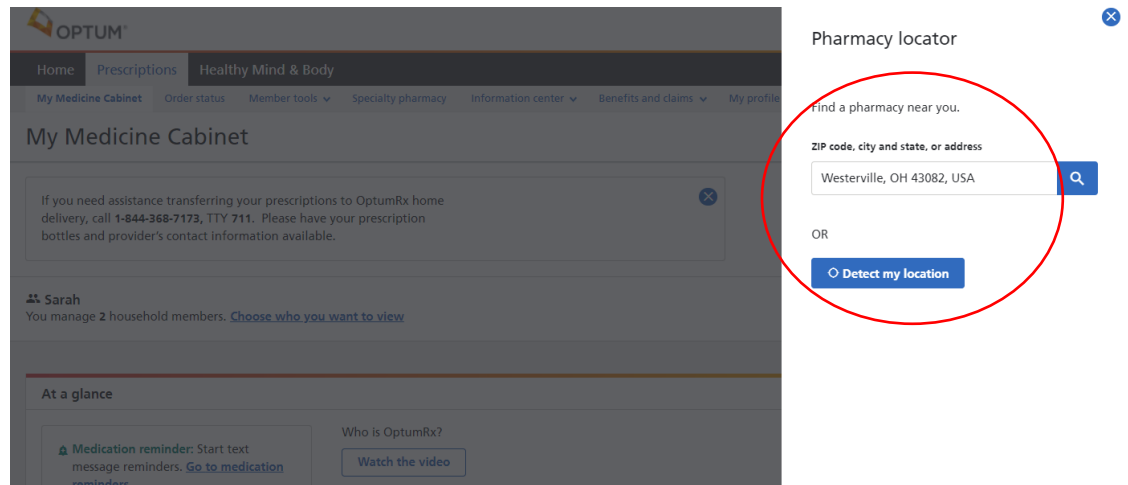 OPTUM®
Home Prescriptions Healthy Mind & Body
My Medicine Cabinet Order status Member tools Specialty pharmacy Information center Benefits and claims My profile
My Medicine Cabinet
If you need assistance transferring your prescriptions to OptumRx home
delivery, call 1-844-368-7173, TTY 711. Please have your prescription
bottles and provider's contact information available.
Sarah
You manage 2 household members. Choose who you want to view
At a glance
Medication reminder: Start text
message reminders. Go to medication
reminders
Who is OptumRx?
Watch the video
Pharmacy locator
Find a pharmacy near you.
ZIP code, city and state, or address
Westerville, OH 43082, USA
OR
Detect my location